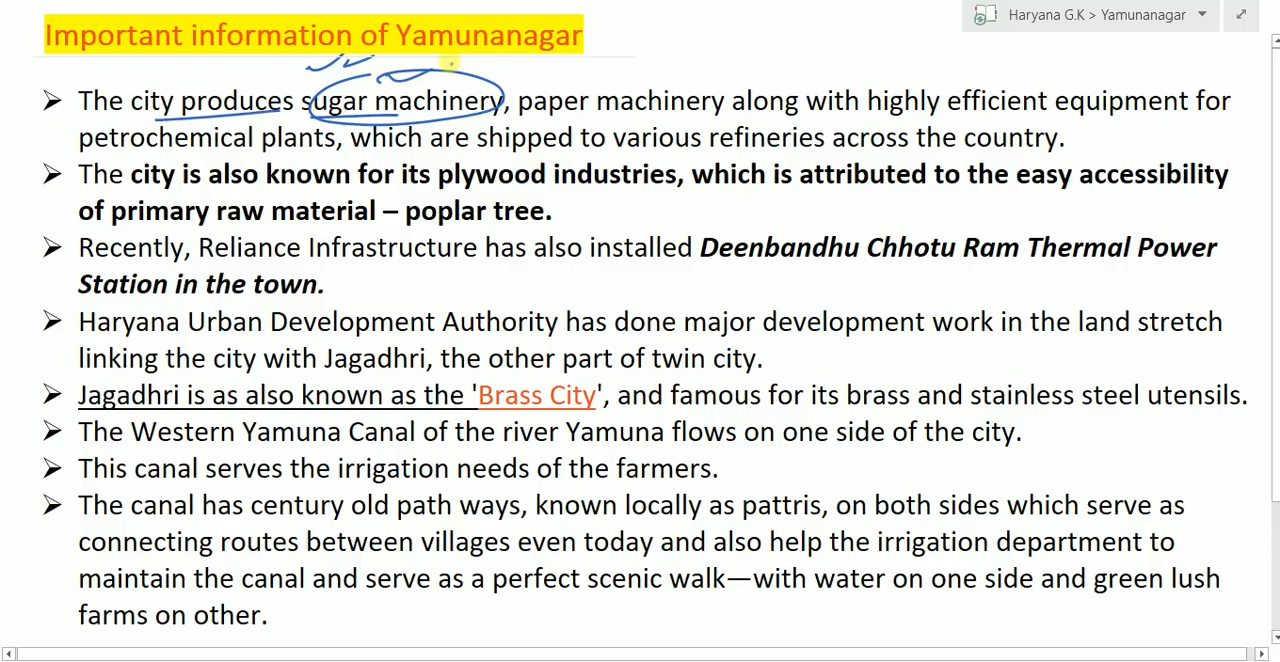 Haryana G.K > Yamunanagar
Important information of Yamunanagar
➢ The city produces sugar machinery, paper machinery along with highly efficient equipment for
petrochemical plants, which are shipped to various refineries across the country.
➢ The city is also known for its plywood industries, which is attributed to the easy accessibility
of primary raw material – poplar tree.
➢ Recently, Reliance Infrastructure has also installed Deenbandhu Chhotu Ram Thermal Power
Station in the town.
➢ Haryana Urban Development Authority has done major development work in the land stretch
linking the city with Jagadhri, the other part of twin city.
➢ Jagadhri is as also known as the 'Brass City', and famous for its brass and stainless steel utensils.
➢ The Western Yamuna Canal of the river Yamuna flows on one side of the city.
➢ This canal serves the irrigation needs of the farmers.
➢ The canal has century old path ways, known locally as pattris, on both sides which serve as
connecting routes between villages even today and also help the irrigation department to
maintain the canal and serve as a perfect scenic walk—with water on one side and green lush
farms on other.